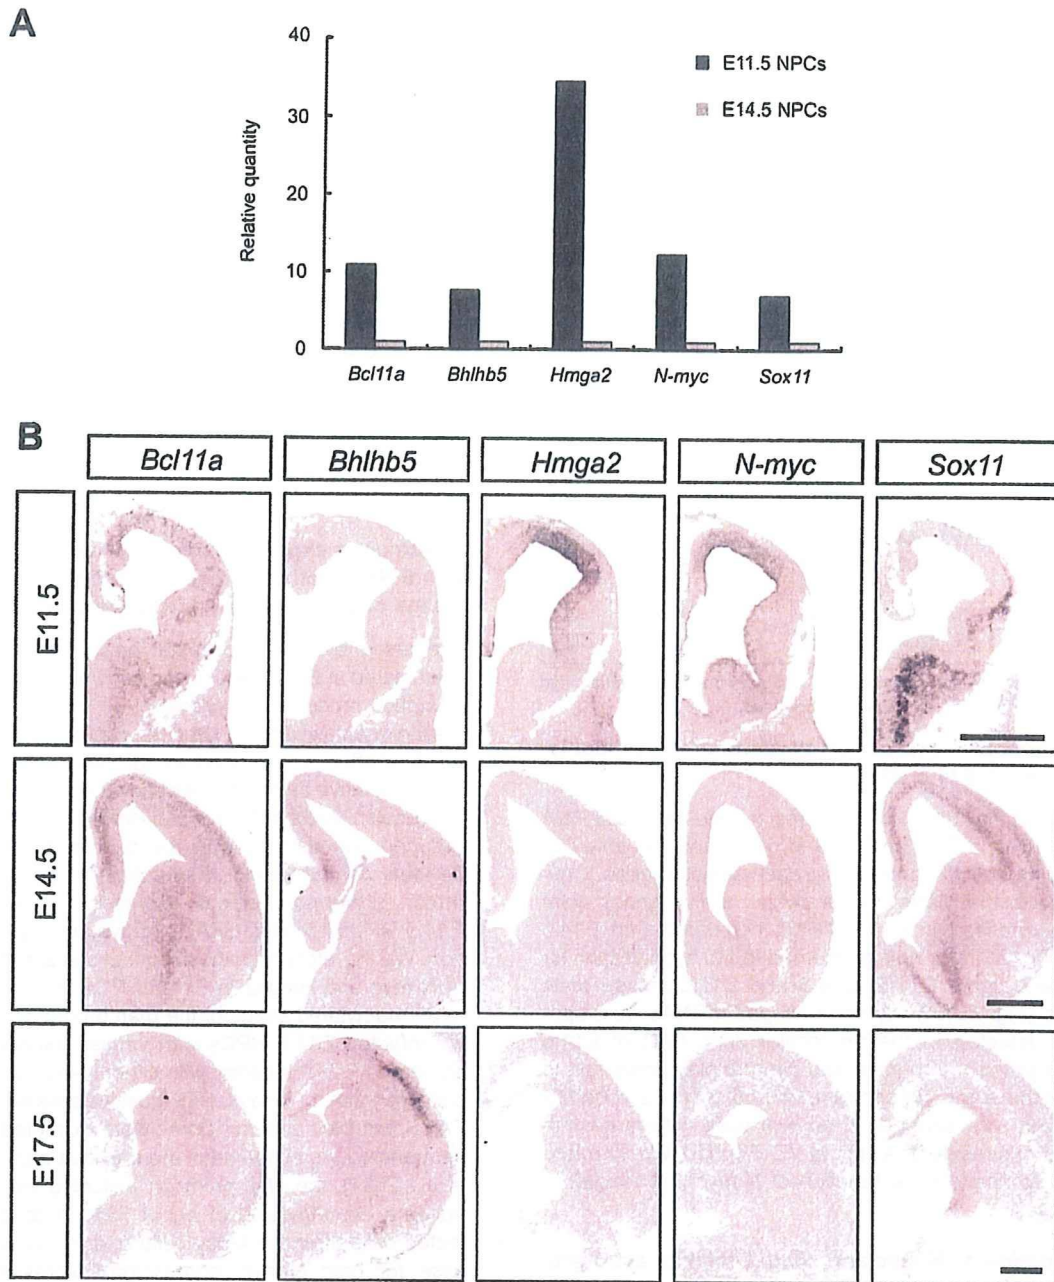 A
40
30
20
10
0
Relative quantity
E11.5 NPCs
E14.5 NPCs
Bcl11a Bhlhb5 Hmga2 N-myc Sox11
B
Bcl11a Bhlhb5 Hmga2 N-myc Sox11
E11.5
E14.5
E17.5